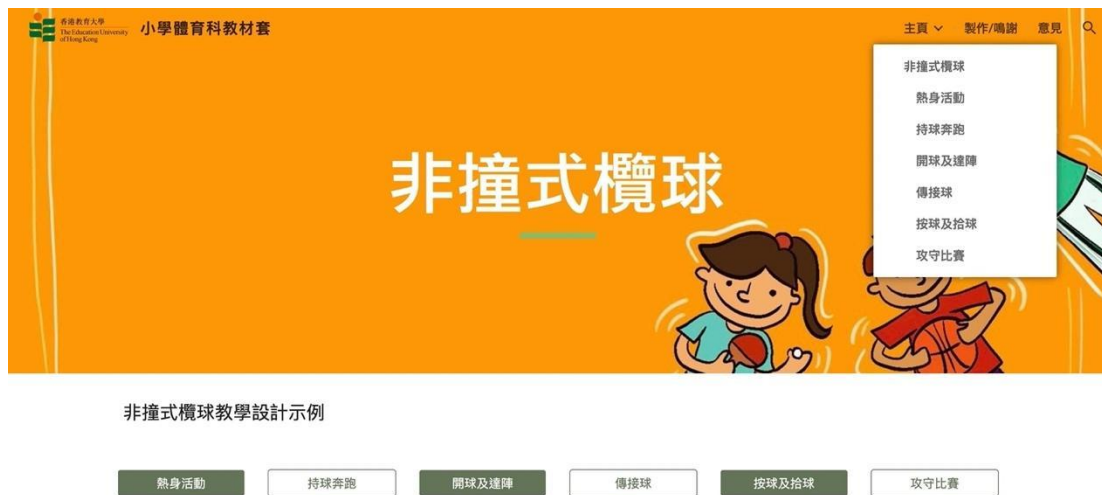 香港教育大學
The Education University
of Hong Kong
小學體育科教材套
主頁
製作/鳴謝
意見
非撞式欖球
熱身活動
持球奔跑
開球及達陣
傳接球
按球及拾球
攻守比賽
非撞式欖球
非撞式欖球教學設計示例
熱身活動
持球奔跑
開球及達陣
傳接球
按球及拾球
攻守比賽